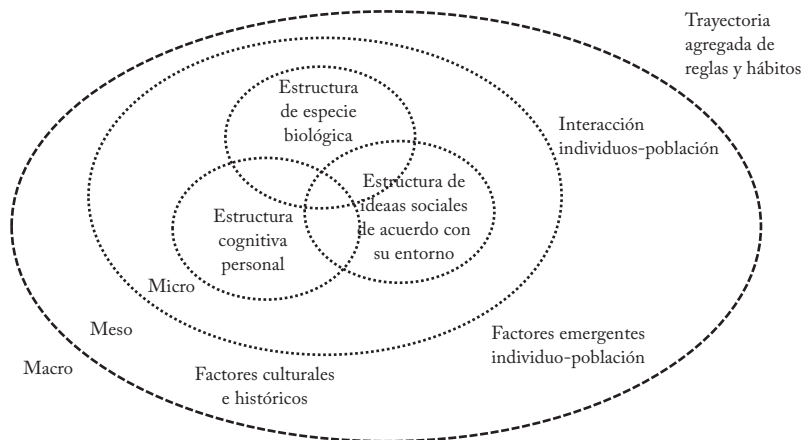 Trayectoria
agregada de
reglas y hábitos
Estructura
de especie
biológica
Interacción
individuos-población
Estructura de
ideaas sociales
de acuerdo con
su entorno
Estructura
cognitiva
personal
Micro
Meso
Macro
Factores emergentes
individuo-población
Factores culturales
e históricos